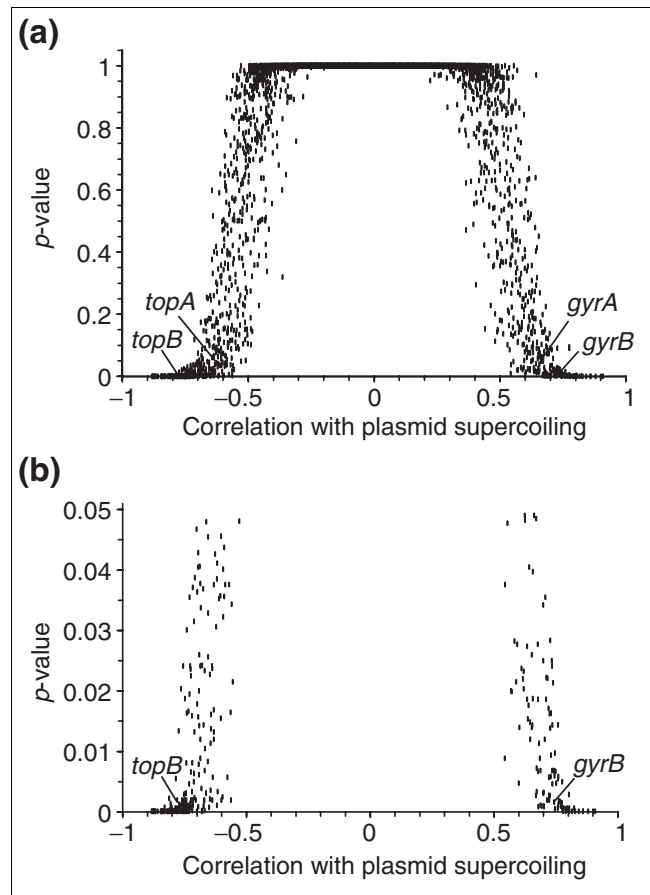 (a)
1
0.8
0.6
0.4
0.2
0
p-value
topA
topB
gyrA
gyrB
−1
−0.5
0
0.5
1
Correlation with plasmid supercoiling
(b)
0.05
0.04
0.03
0.02
0.01
0
p-value
topB
gyrB
−1
−0.5
0
0.5
1
Correlation with plasmid supercoiling